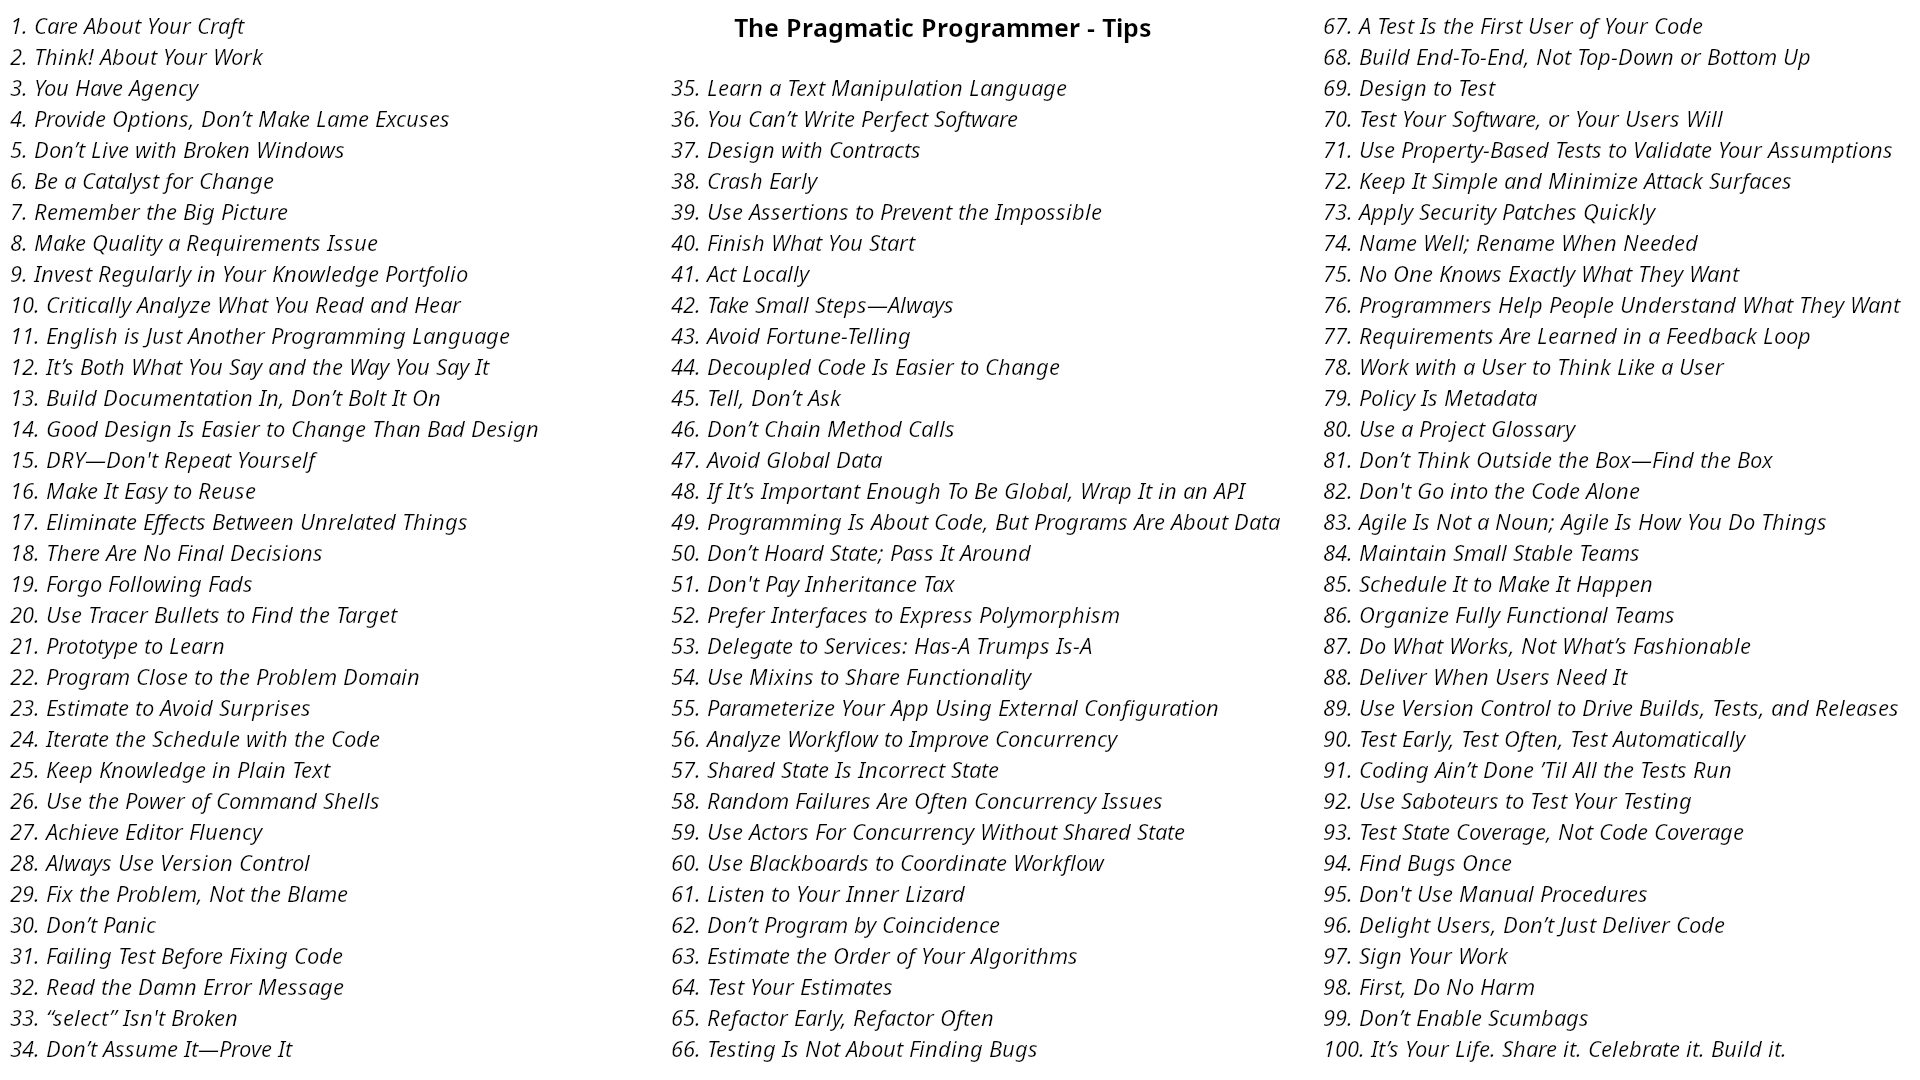 1. Care About Your Craft
2. Think! About Your Work
3. You Have Agency
4. Provide Options, Don’t Make Lame Excuses
5. Don’t Live with Broken Windows
6. Be a Catalyst for Change
7. Remember the Big Picture
8. Make Quality a Requirements Issue
9. Invest Regularly in Your Knowledge Portfolio
10. Critically Analyze What You Read and Hear
11. English is Just Another Programming Language
12. It’s Both What You Say and the Way You Say It
13. Build Documentation In, Don’t Bolt It On
14. Good Design Is Easier to Change Than Bad Design
15. DRY—Don't Repeat Yourself
16. Make It Easy to Reuse
17. Eliminate Effects Between Unrelated Things
18. There Are No Final Decisions
19. Forgo Following Fads
20. Use Tracer Bullets to Find the Target
21. Prototype to Learn
22. Program Close to the Problem Domain
23. Estimate to Avoid Surprises
24. Iterate the Schedule with the Code
25. Keep Knowledge in Plain Text
26. Use the Power of Command Shells
27. Achieve Editor Fluency
28. Always Use Version Control
29. Fix the Problem, Not the Blame
30. Don’t Panic
31. Failing Test Before Fixing Code
32. Read the Damn Error Message
33. “select” Isn't Broken
34. Don’t Assume It—Prove It
The Pragmatic Programmer - Tips
35. Learn a Text Manipulation Language
36. You Can’t Write Perfect Software
37. Design with Contracts
38. Crash Early
39. Use Assertions to Prevent the Impossible
40. Finish What You Start
41. Act Locally
42. Take Small Steps—Always
43. Avoid Fortune-Telling
44. Decoupled Code Is Easier to Change
45. Tell, Don’t Ask
46. Don’t Chain Method Calls
47. Avoid Global Data
48. If It’s Important Enough To Be Global, Wrap It in an API
49. Programming Is About Code, But Programs Are About Data
50. Don’t Hoard State; Pass It Around
51. Don't Pay Inheritance Tax
52. Prefer Interfaces to Express Polymorphism
53. Delegate to Services: Has-A Trumps Is-A
54. Use Mixins to Share Functionality
55. Parameterize Your App Using External Configuration
56. Analyze Workflow to Improve Concurrency
57. Shared State Is Incorrect State
58. Random Failures Are Often Concurrency Issues
59. Use Actors For Concurrency Without Shared State
60. Use Blackboards to Coordinate Workflow
61. Listen to Your Inner Lizard
62. Don’t Program by Coincidence
63. Estimate the Order of Your Algorithms
64. Test Your Estimates
65. Refactor Early, Refactor Often
66. Testing Is Not About Finding Bugs
67. A Test Is the First User of Your Code
68. Build End-To-End, Not Top-Down or Bottom Up
69. Design to Test
70. Test Your Software, or Your Users Will
71. Use Property-Based Tests to Validate Your Assumptions
72. Keep It Simple and Minimize Attack Surfaces
73. Apply Security Patches Quickly
74. Name Well; Rename When Needed
75. No One Knows Exactly What They Want
76. Programmers Help People Understand What They Want
77. Requirements Are Learned in a Feedback Loop
78. Work with a User to Think Like a User
79. Policy Is Metadata
80. Use a Project Glossary
81. Don’t Think Outside the Box—Find the Box
82. Don't Go into the Code Alone
83. Agile Is Not a Noun; Agile Is How You Do Things
84. Maintain Small Stable Teams
85. Schedule It to Make It Happen
86. Organize Fully Functional Teams
87. Do What Works, Not What’s Fashionable
88. Deliver When Users Need It
89. Use Version Control to Drive Builds, Tests, and Releases
90. Test Early, Test Often, Test Automatically
91. Coding Ain’t Done ’Til All the Tests Run
92. Use Saboteurs to Test Your Testing
93. Test State Coverage, Not Code Coverage
94. Find Bugs Once
95. Don't Use Manual Procedures
96. Delight Users, Don’t Just Deliver Code
97. Sign Your Work
98. First, Do No Harm
99. Don’t Enable Scumbags
100. It’s Your Life. Share it. Celebrate it. Build it.